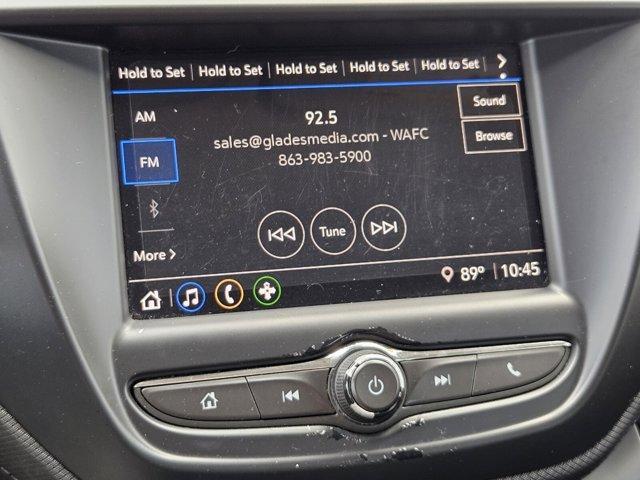 Hold to Set Hold to Set Hold to Set Hold to Set Hold to Set
AM
92.5
Sound
sales@gladesmedia.com - WAFC
Browse
FM
863-983-5900
Tune
More
89° 10:45